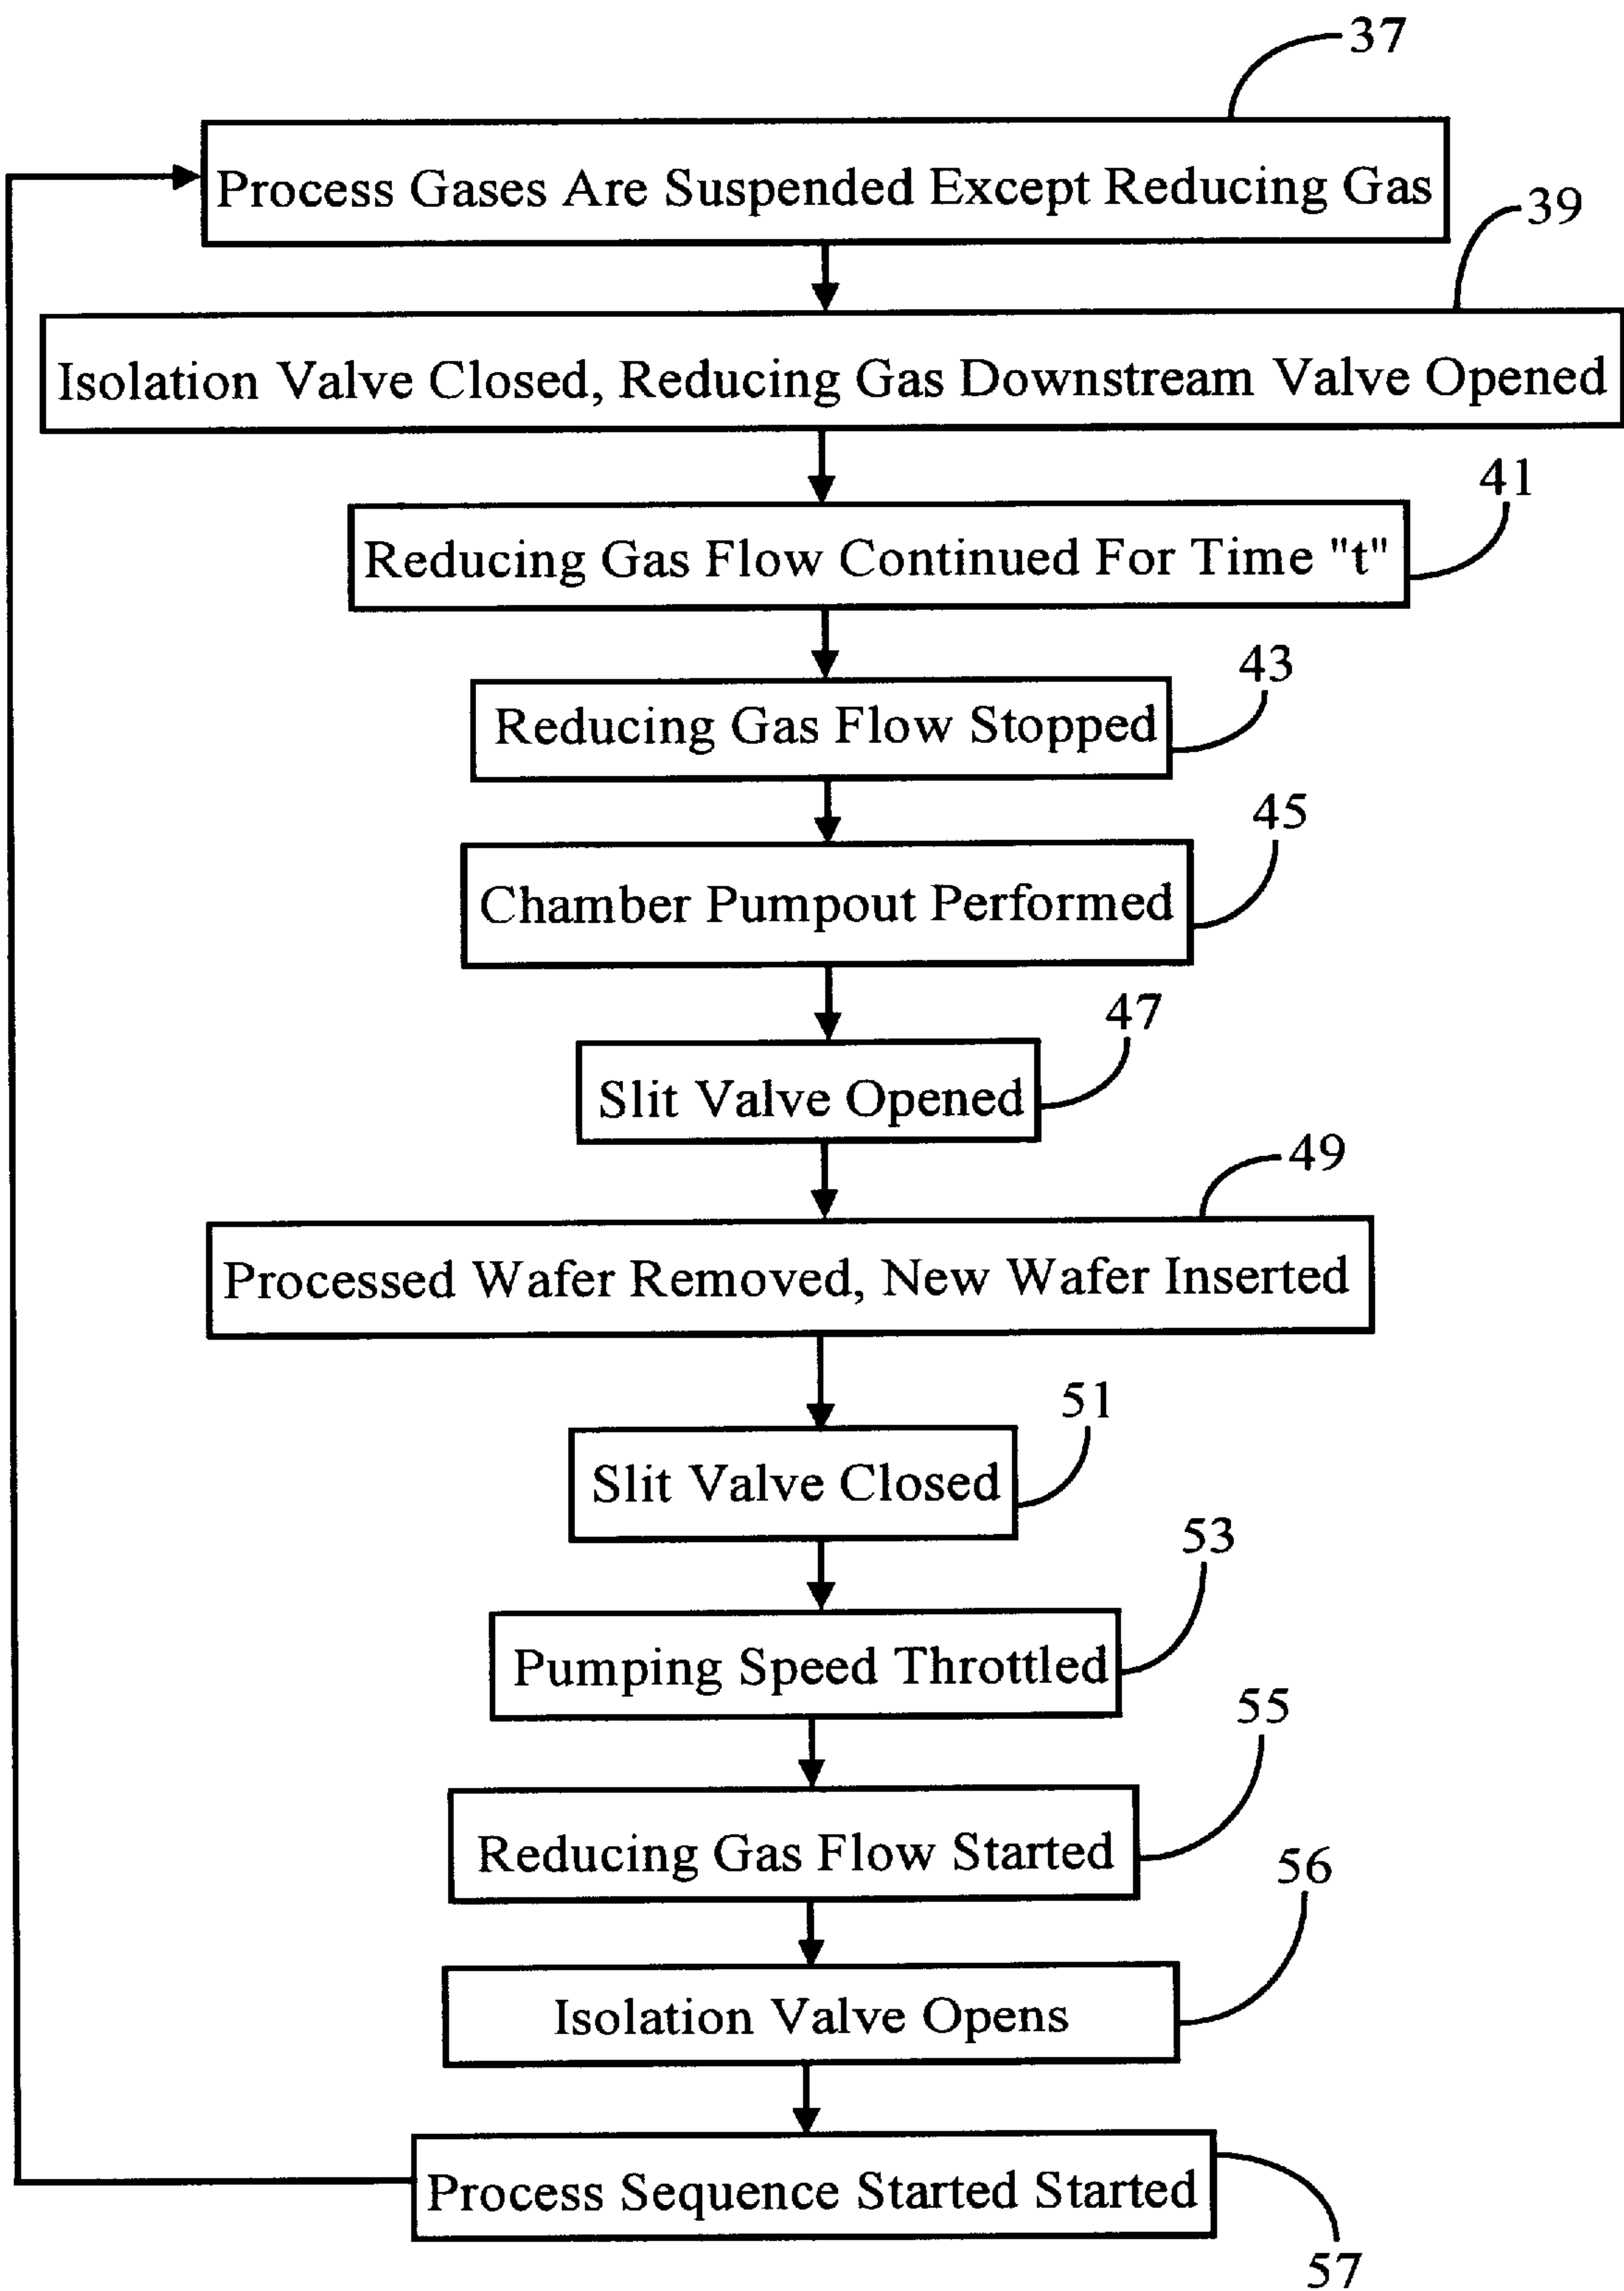 37
Process Gases Are Suspended Except Reducing Gas
39
Isolation Valve Closed, Reducing Gas Downstream Valve Opened
41
Reducing Gas Flow Continued For Time "t"
43
Reducing Gas Flow Stopped
45
Chamber Pumpout Performed
47
Slit Valve Opened
49
Processed Wafer Removed, New Wafer Inserted
51
Slit Valve Closed
53
Pumping Speed Throttled
55
Reducing Gas Flow Started
56
Isolation Valve Opens
Process Sequence Started Started
57